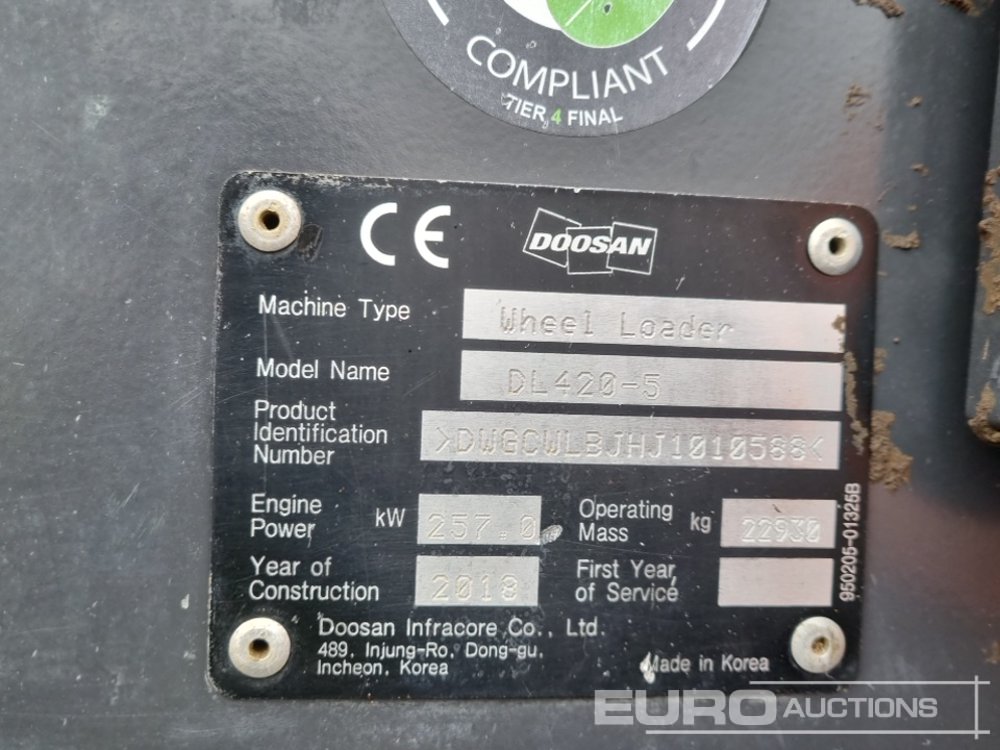 COMPLIANT
TIER 4 FINAL
CE DOOSAN
Machine Type Wheel Loader
Model Name DL420-5
Product
Identification
Number >DWGCWLBJHJ1010588<
Engine
Power kW 257.0
Operating
Mass kg 22930
Year of
Construction 2018
First Year
of Service
Doosan Infracore Co., Ltd.
489, Injung-Ro, Dong-gu,
Incheon, Korea
Made in Korea
950205-01325B
EURO AUCTIONS